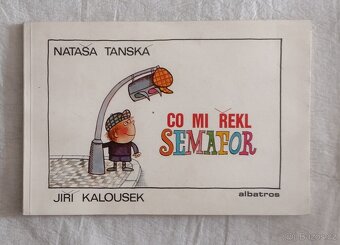 NATAŠA TANSKÁ
CO MI ŘEKL
SEMAFOR
JIŘÍ KALOUSEK
albatros